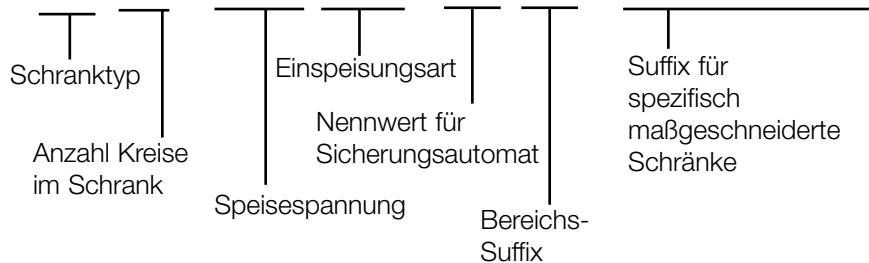 Schranktyp
Anzahl Kreise
im Schrank
Speisespannung
Einspeisungsart
Nennwert für
Sicherungsautomat
Bereichs-
Suffix
Suffix für
spezifisch
maßgeschneiderte
Schränke